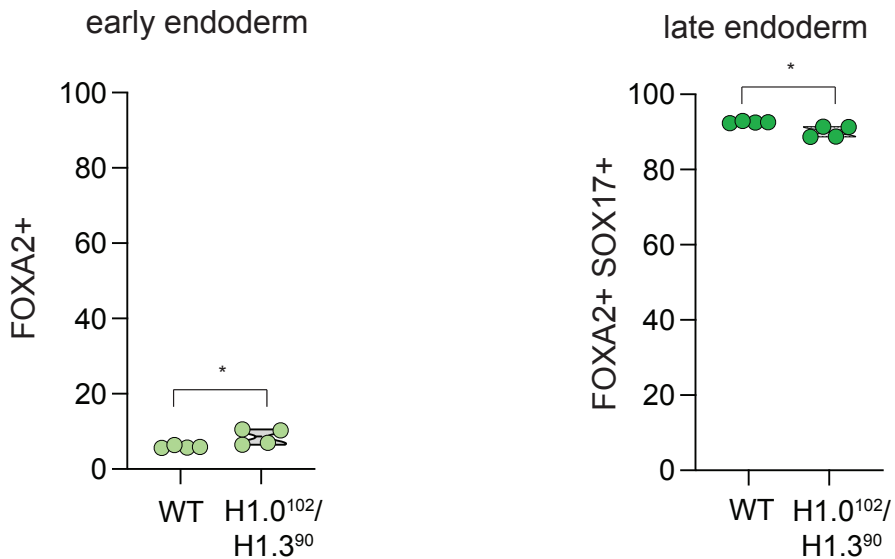 early endoderm
FOXA2+
100
80
60
40
20
0
*
WT
H1.0¹⁰²/
H1.3⁹⁰
late endoderm
FOXA2+ SOX17+
100
80
60
40
20
0
*
WT
H1.0¹⁰²/
H1.3⁹⁰